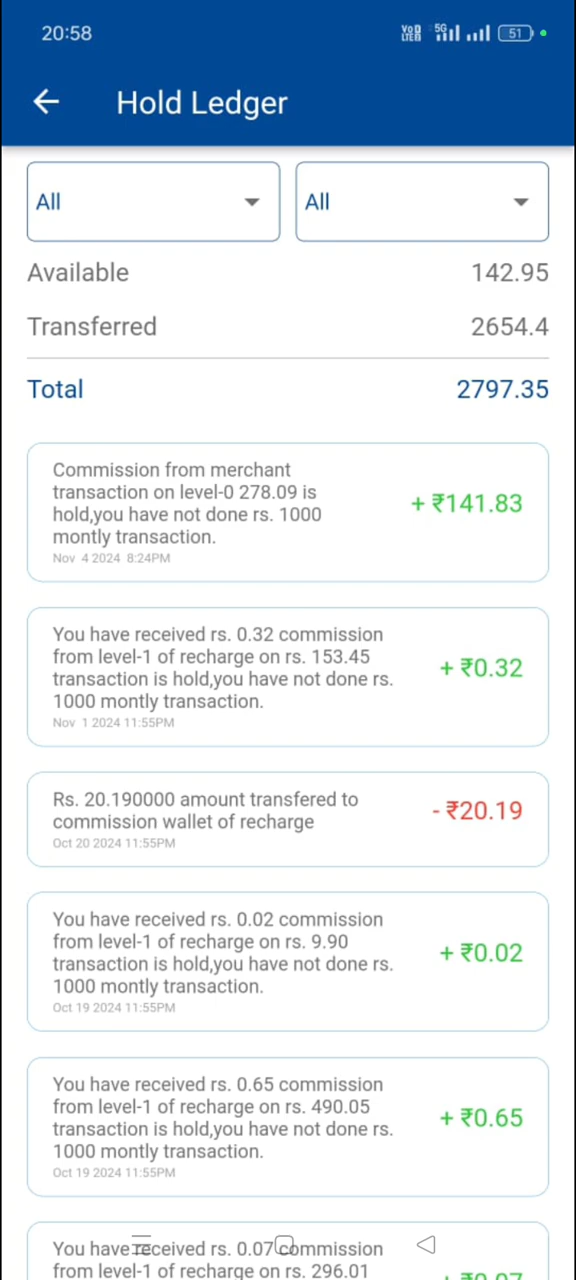 20:58
VoD LTE 5G 51
Hold Ledger
All
All
Available 142.95
Transferred 2654.4
Total 2797.35
Commission from merchant
transaction on level-0 278.09 is
hold,you have not done rs. 1000
montly transaction.
+ ₹141.83
Nov 4 2024 8:24PM
You have received rs. 0.32 commission
from level-1 of recharge on rs. 153.45
transaction is hold,you have not done rs.
1000 montly transaction.
+ ₹0.32
Nov 1 2024 11:55PM
Rs. 20.190000 amount transfered to
commission wallet of recharge
- ₹20.19
Oct 20 2024 11:55PM
You have received rs. 0.02 commission
from level-1 of recharge on rs. 9.90
transaction is hold,you have not done rs.
1000 montly transaction.
+ ₹0.02
Oct 19 2024 11:55PM
You have received rs. 0.65 commission
from level-1 of recharge on rs. 490.05
transaction is hold,you have not done rs.
1000 montly transaction.
+ ₹0.65
Oct 19 2024 11:55PM
You have received rs. 0.07 commission
from level-1 of recharge on rs. 296.01
+ ₹0.07